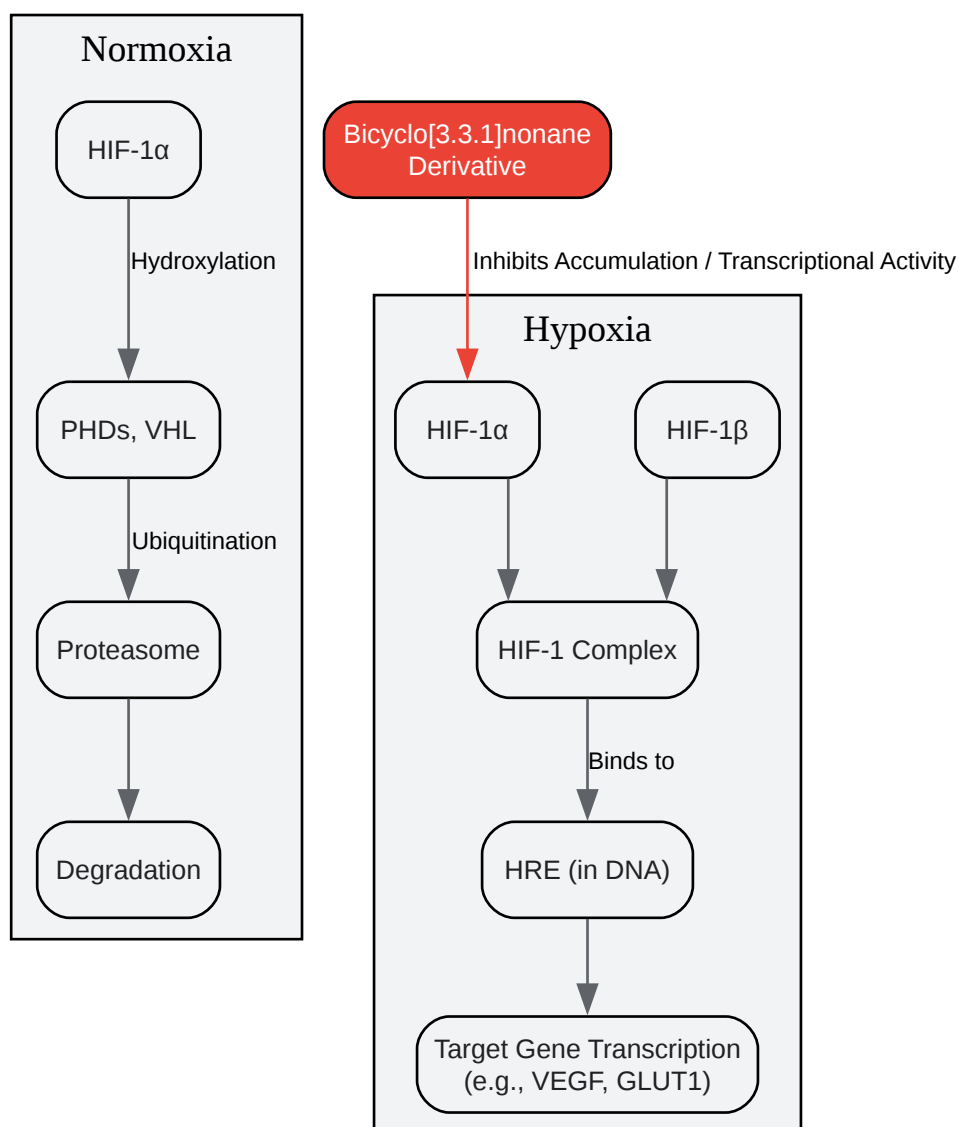 Normoxia
HIF-1α
Hydroxylation
PHDs, VHL
Ubiquitination
Proteasome
Degradation
Bicyclo[3.3.1]nonane
Derivative
Inhibits Accumulation / Transcriptional Activity
Hypoxia
HIF-1α
HIF-1β
HIF-1 Complex
Binds to
HRE (in DNA)
Target Gene Transcription
(e.g., VEGF, GLUT1)